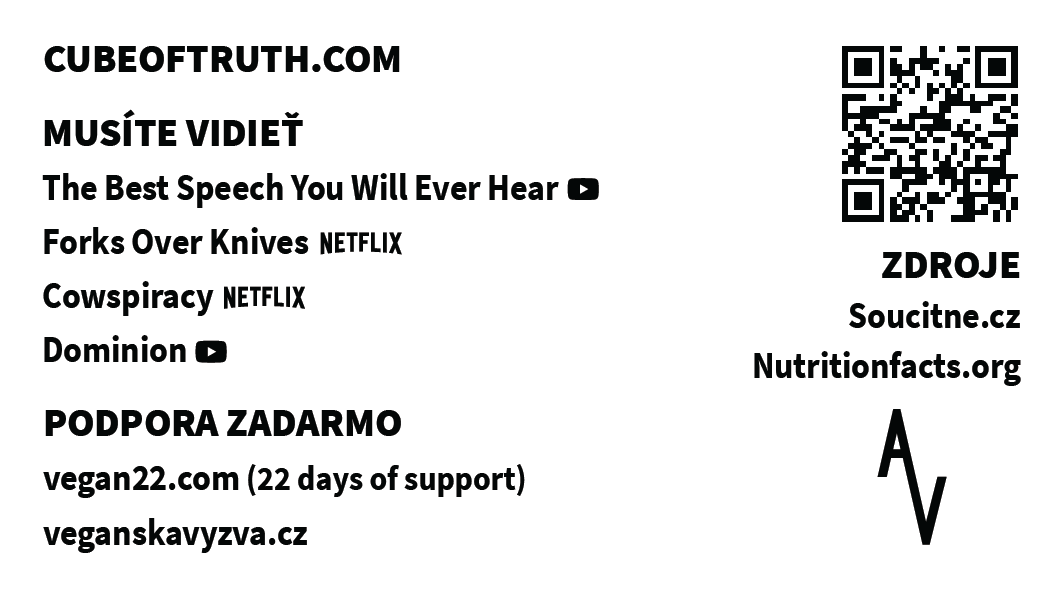 CUBEOFTRUTH.COM
MUSÍTE VIDIEŤ
The Best Speech You Will Ever Hear
Forks Over Knives NETFLIX
Cowspiracy NETFLIX
Dominion
PODPORA ZADARMO
vegan22.com (22 days of support)
veganskavyzva.cz
ZDROJE
Soucitne.cz
Nutritionfacts.org
AV